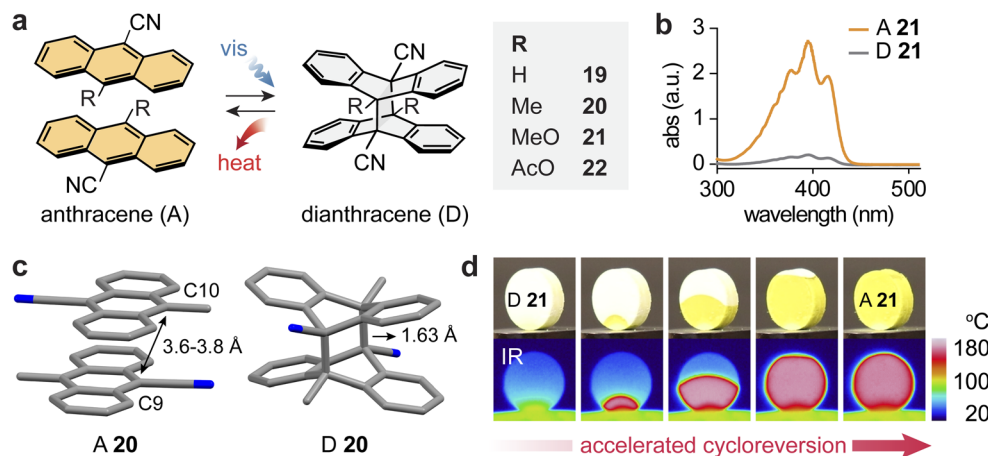 a
CN
R
R
NC
anthracene (A)
vis
heat
CN
R
R
CN
dianthracene (D)
R
H 19
Me 20
MeO 21
AcO 22
b
A 21
D 21
abs (a.u.)
3
2
1
0
300 400 500
wavelength (nm)
c
C10
3.6-3.8 Å
C9
A 20
1.63 Å
D 20
d
D 21
A 21
IR
ºC
180
100
20
accelerated cycloreversion